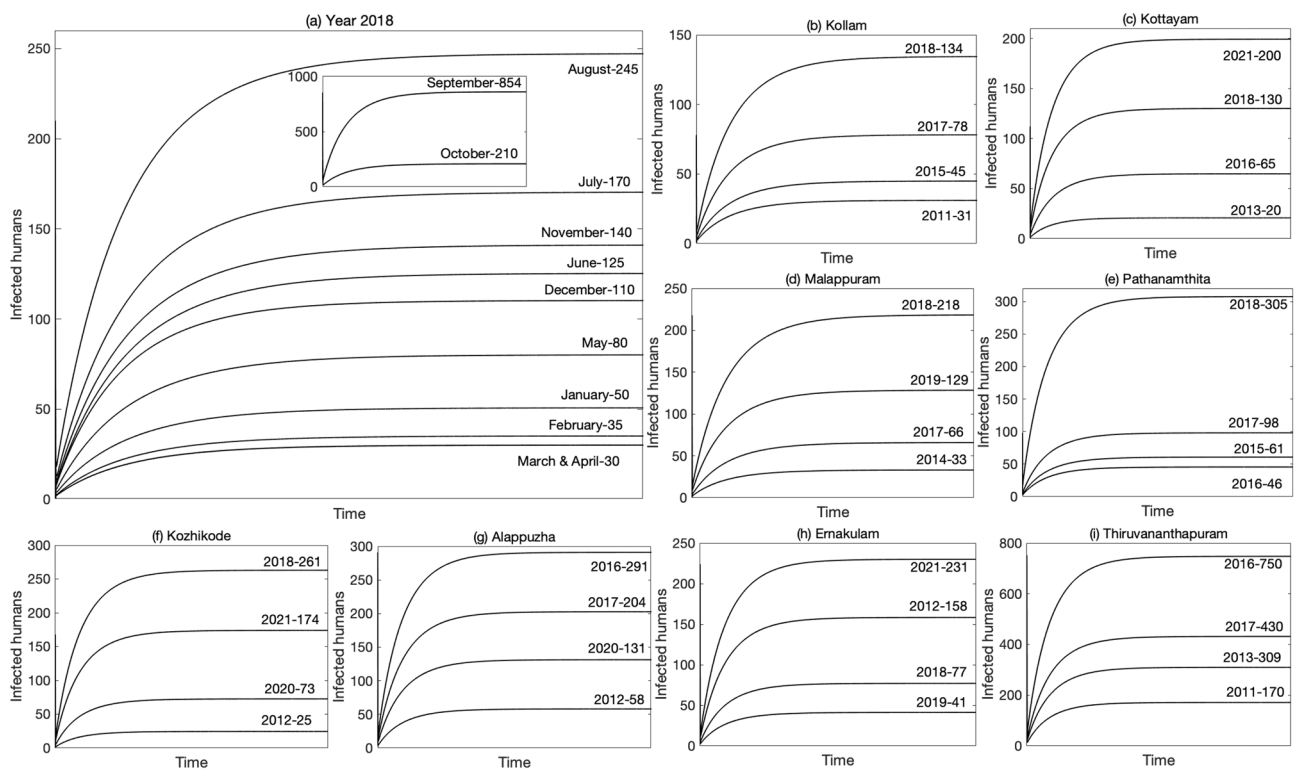 (a) Year 2018
250
200
150
100
50
0
Infected humans
Time
August-245
1000
500
0
September-854
October-210
July-170
November-140
June-125
December-110
May-80
January-50
February-35
March & April-30
(b) Kollam
150
100
50
0
Infected humans
Time
2018-134
2017-78
2015-45
2011-31
(c) Kottayam
200
150
100
50
0
Infected humans
Time
2021-200
2018-130
2016-65
2013-20
(d) Malappuram
250
200
150
100
50
0
Infected humans
Time
2018-218
2019-129
2017-66
2014-33
(e) Pathanamthita
300
250
200
150
100
50
0
Infected humans
Time
2018-305
2017-98
2015-61
2016-46
(f) Kozhikode
300
250
200
150
100
50
0
Infected humans
Time
2018-261
2021-174
2020-73
2012-25
(g) Alappuzha
300
250
200
150
100
50
0
Infected humans
Time
2016-291
2017-204
2020-131
2012-58
(h) Ernakulam
250
200
150
100
50
0
Infected humans
Time
2021-231
2012-158
2018-77
2019-41
(i) Thiruvananthapuram
800
600
400
200
0
Infected humans
Time
2016-750
2017-430
2013-309
2011-170